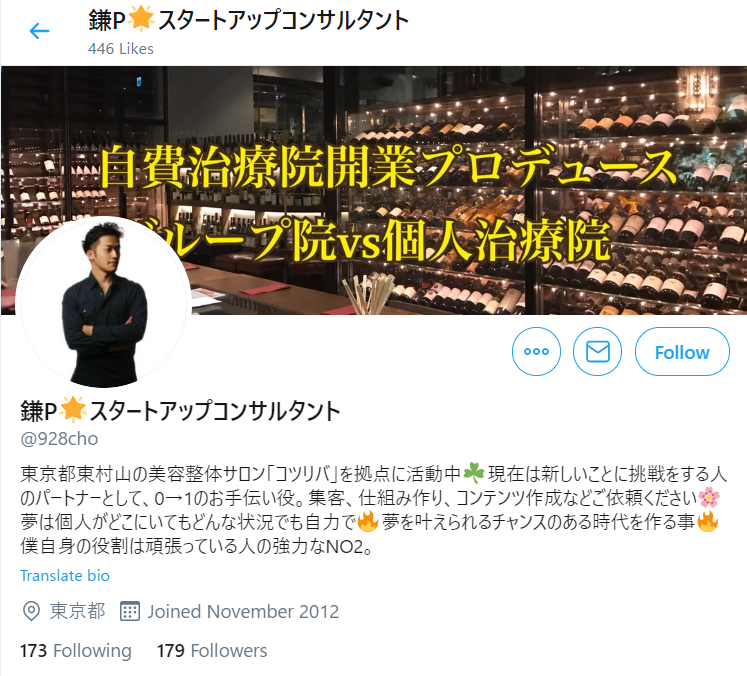 鎌P🌟スタートアップコンサルタント
446 Likes
自費治療院開業プロデュース
グループ院vs個人治療院
Follow
鎌P🌟スタートアップコンサルタント
@928cho
東京都東村山の美容整体サロン「コツリバ」を拠点に活動中☘️現在は新しいことに挑戦をする人
のパートナーとして、0→1のお手伝い役。集客、仕組み作り、コンテンツ作成などご依頼ください🌸
夢は個人がどこにいてもどんな状況でも自力で🔥夢を叶えられるチャンスのある時代を作る事🔥
僕自身の役割は頑張っている人の強力なNO2。
Translate bio
東京都 Joined November 2012
173 Following 179 Followers